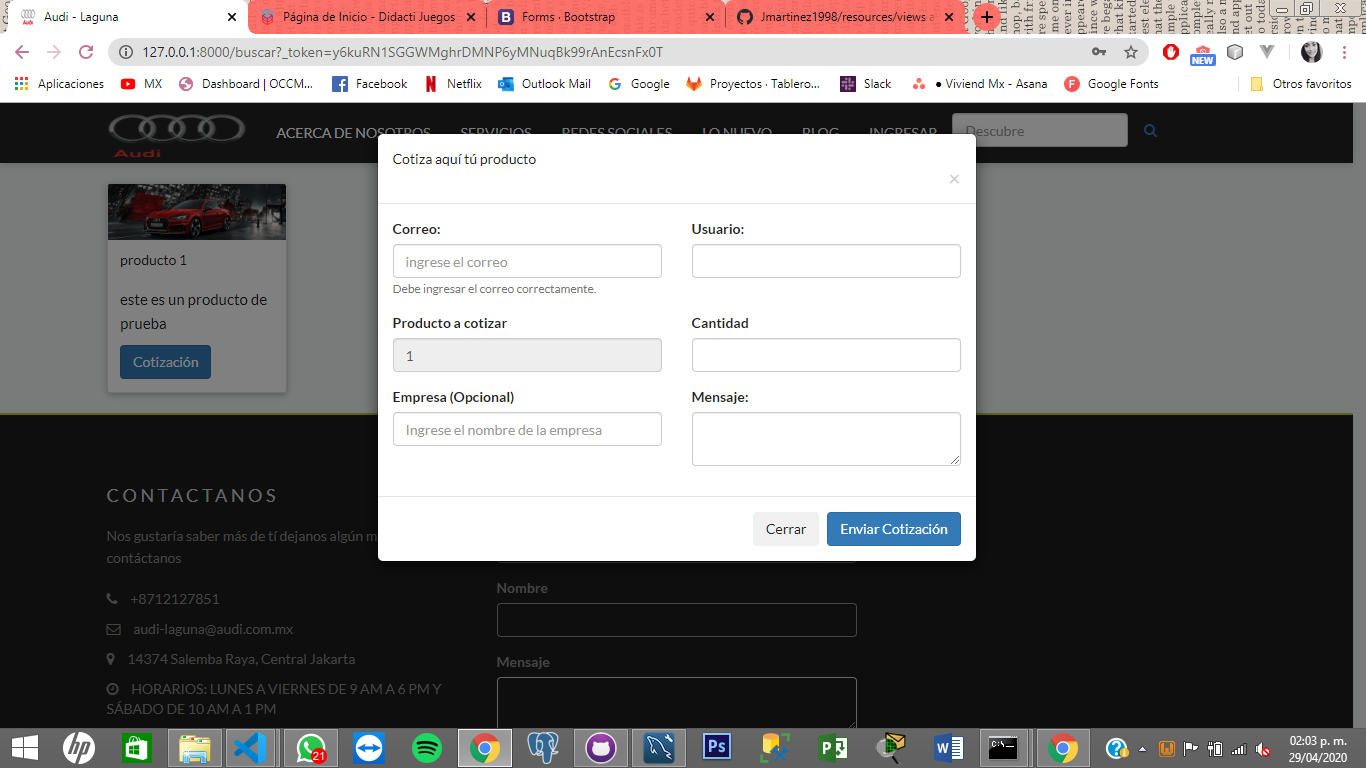 Audi - Laguna
Página de Inicio - Didacti Juegos
Forms · Bootstrap
Jmartinez1998/resources/views a
127.0.0.1:8000/buscar?_token=y6kuRN1SGGWMghrDMNP6yMNuqBk99rAnEcsnFx0T
NEW
Aplicaciones
MX
Dashboard | OCCM...
Facebook
Netflix
Outlook Mail
Google
Proyectos · Tablero...
Slack
● Viviend Mx - Asana
Google Fonts
Otros favoritos
Audi
ACERCA DE NOSOTROS SERVICIOS REDES SOCIALES LO NUEVO BLOG INGRESAR
Descubre
Cotiza aquí tú producto
×
Correo:
Usuario:
ingrese el correo
Debe ingresar el correo correctamente.
Producto a cotizar
Cantidad
1
Empresa (Opcional)
Mensaje:
Ingrese el nombre de la empresa
Cerrar
Enviar Cotización
producto 1
este es un producto de
prueba
Cotización
CONTACTANOS
Nos gustaría saber más de tí dejanos algún m
contáctanos
+8712127851
audi-laguna@audi.com.mx
14374 Salemba Raya, Central Jakarta
HORARIOS: LUNES A VIERNES DE 9 AM A 6 PM Y
SÁBADO DE 10 AM A 1 PM
Nombre
Mensaje
21
02:03 p. m.
29/04/2020